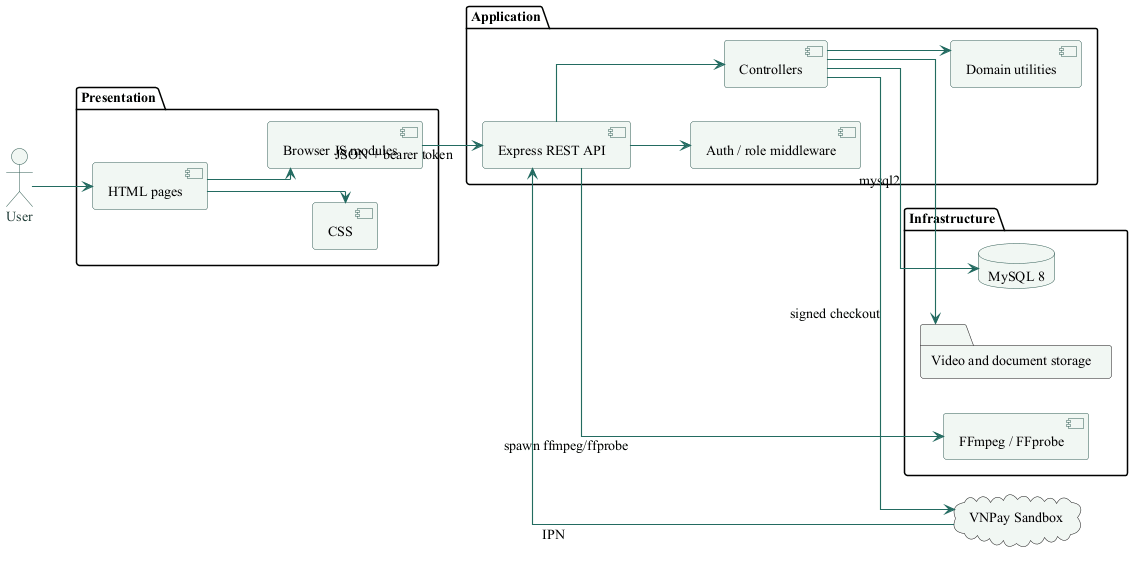 Application
Controllers
Domain utilities
Presentation
Browser JS modules
JSON + bearer token
Express REST API
Auth / role middleware
HTML pages
User
CSS
mysql2
Infrastructure
MySQL 8
signed checkout
Video and document storage
spawn ffmpeg/ffprobe
FFmpeg / FFprobe
VNPay Sandbox
IPN